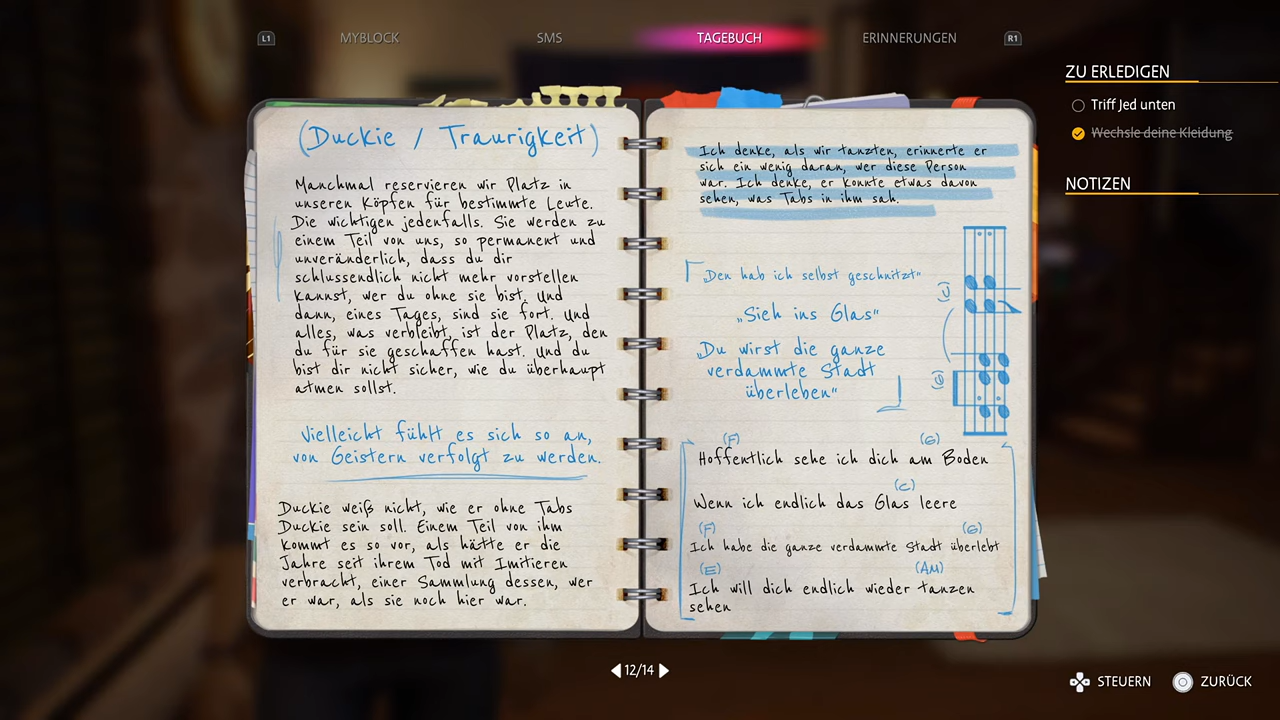 L1
MYBLOCK
SMS
TAGEBUCH
ERINNERUNGEN
R1
(Duckie / Traurigkeit)
Manchmal reservieren wir Platz in
unseren Köpfen für bestimmte Leute.
Die wichtigen jedenfalls. Sie werden zu
einem Teil von uns, so permanent und
unveränderlich, dass du dir
schlussendlich nicht mehr vorstellen
kannst, wer du ohne sie bist. Und
dann, eines Tages, sind sie fort. Und
alles, was verbleibt, ist der Platz, den
du für sie geschaffen hast. Und du
bist dir nicht sicher, wie du überhaupt
atmen sollst.
Vielleicht fühlt es sich so an,
von Geistern verfolgt zu werden.
Duckie weiß nicht, wie er ohne Tabs
Duckie sein soll. Einem Teil von ihm
kommt es so vor, als hätte er die
Jahre seit ihrem Tod mit Imitieren
verbracht, einer Sammlung dessen, wer
er war, als sie noch hier war.
Ich denke, als wir tanzten, erinnerte er
sich ein wenig daran, wer diese Person
war. Ich denke, er konnte etwas davon
sehen, was Tabs in ihm sah.
„Den hab ich selbst geschnitzt"
„Sieh ins Glas"
„Du wirst die ganze
verdammte Stadt
überleben"
(F) (G)
Hoffentlich sehe ich dich am Boden
(C)
Wenn ich endlich das Glas leere
(F) (G)
Ich habe die ganze verdammte Stadt überlebt
(E) (AM)
Ich will dich endlich wieder tanzen
sehen
12/14
ZU ERLEDIGEN
Triff Jed unten
Wechsle deine Kleidung
NOTIZEN
STEUERN
ZURÜCK